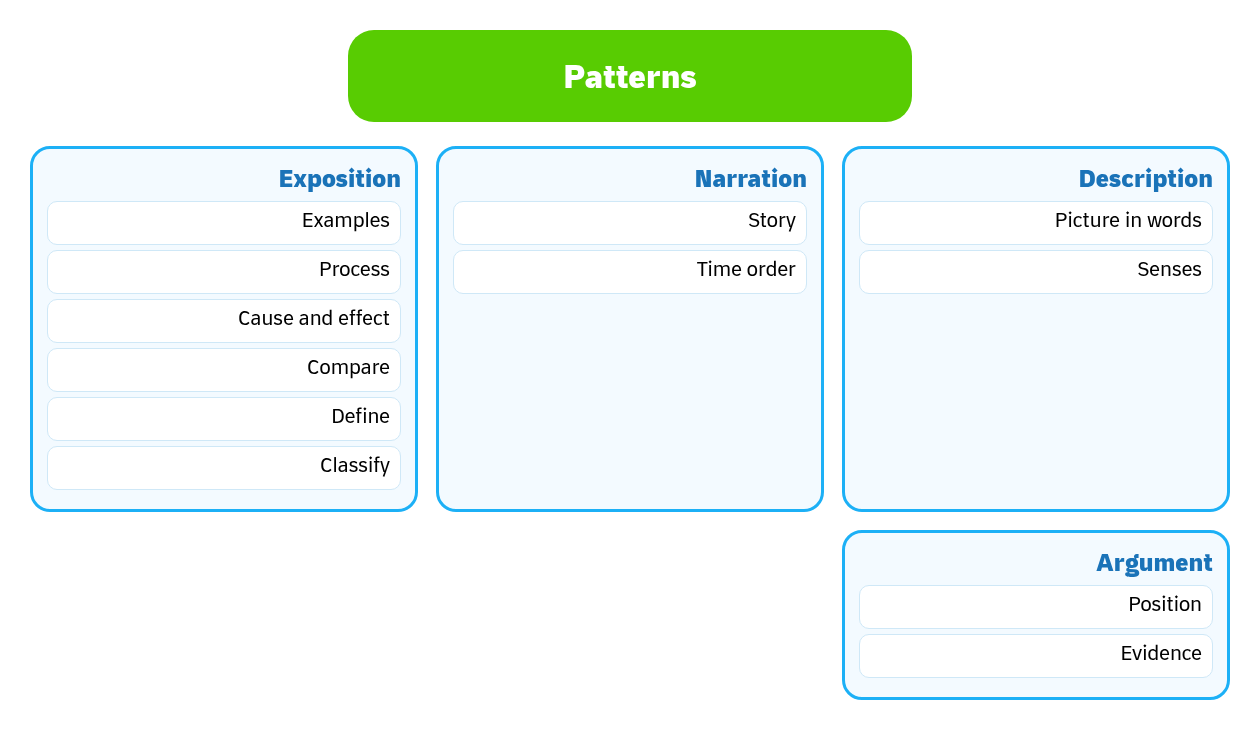 Patterns
Description
Picture in words
Senses
Narration
Story
Time order
Exposition
Examples
Process
Cause and effect
Compare
Define
Classify
Argument
Position
Evidence